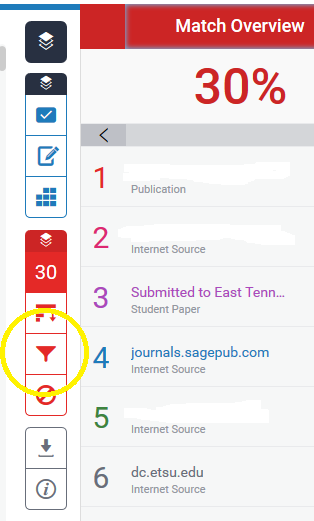 Match Overview
30%
1
Publication
2
Internet Source
30
3
Submitted to East Tenn...
Student Paper
4
journals.sagepub.com
Internet Source
5
Internet Source
6
dc.etsu.edu
Internet Source